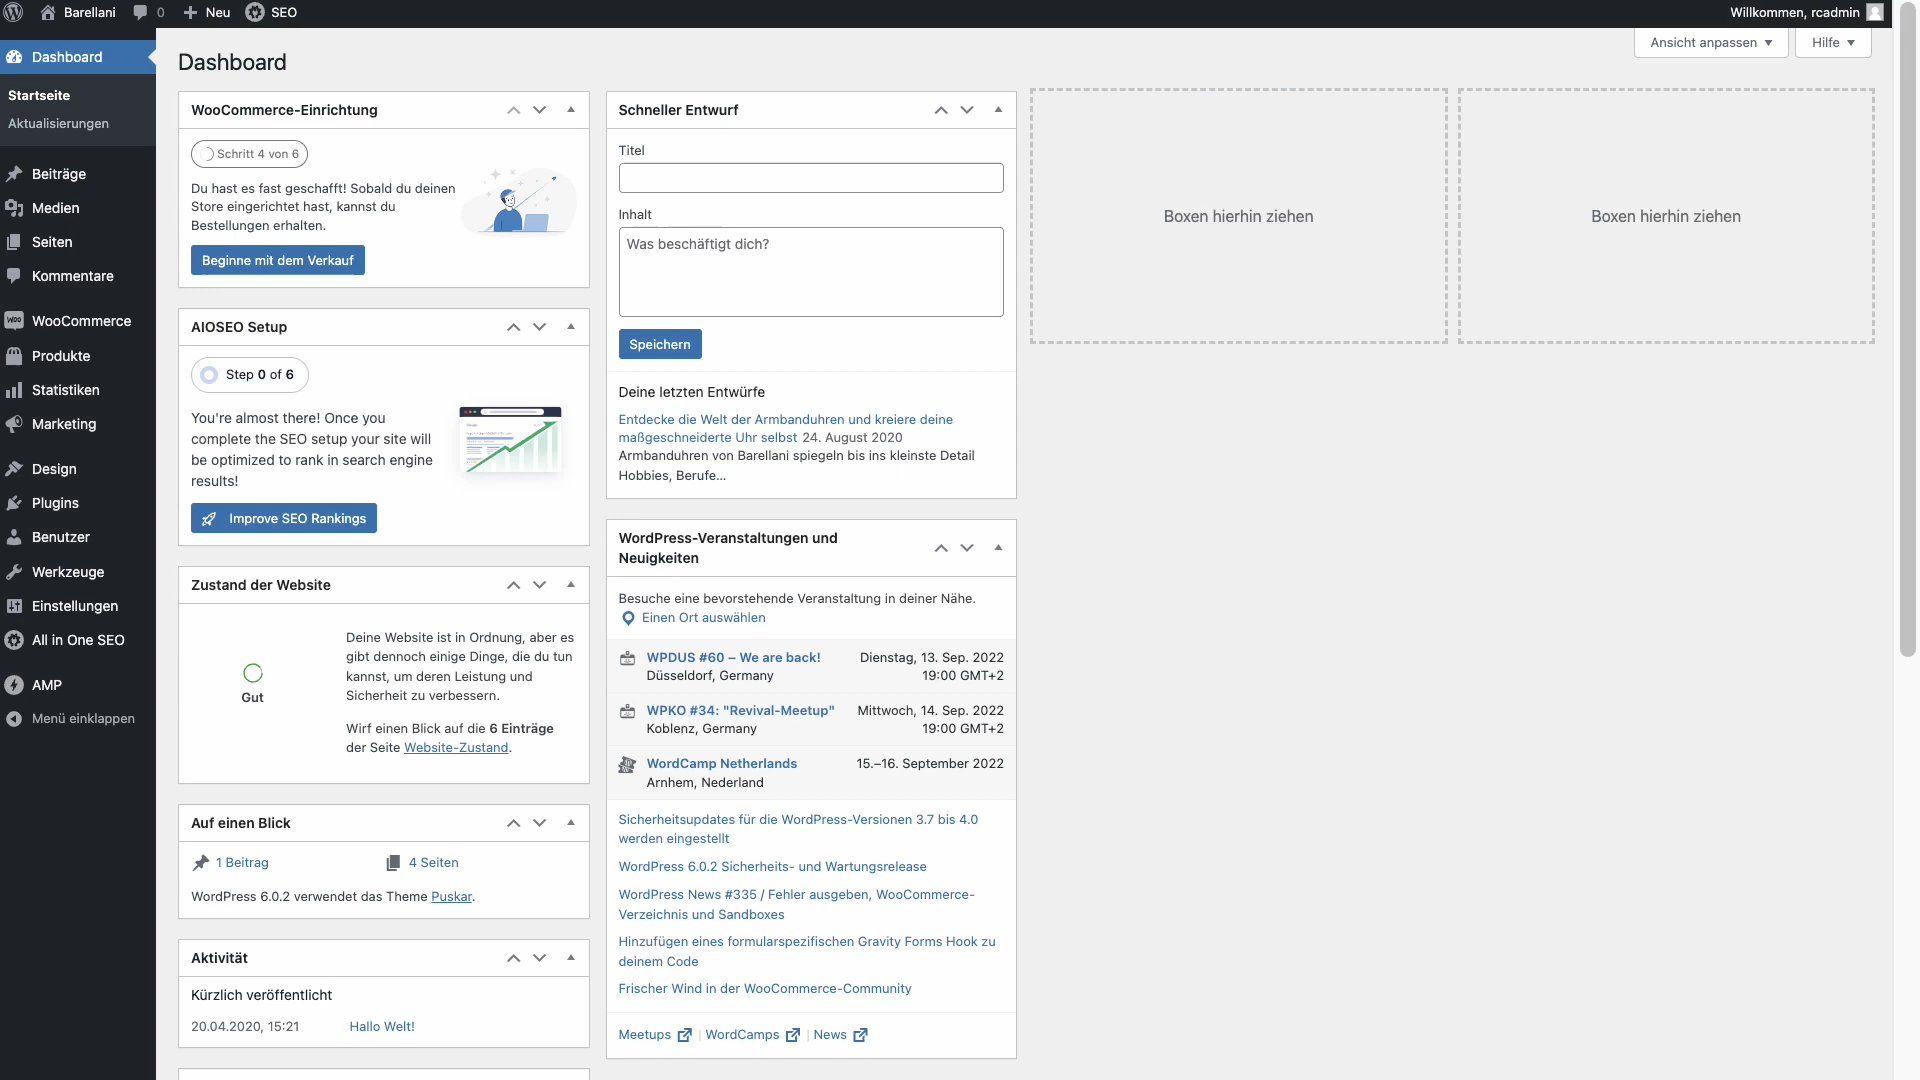 Barellani
0
Neu
SEO
Willkommen, rcadmin
Dashboard
Startseite
Aktualisierungen
Beiträge
Medien
Seiten
Kommentare
Woo
WooCommerce
Produkte
Statistiken
Marketing
Design
Plugins
Benutzer
Werkzeuge
Einstellungen
All in One SEO
AMP
Menü einklappen
Ansicht anpassen
Hilfe
Dashboard
WooCommerce-Einrichtung
Schritt 4 von 6
Du hast es fast geschafft! Sobald du deinen
Store eingerichtet hast, kannst du
Bestellungen erhalten.
Beginne mit dem Verkauf
AIOSEO Setup
Step 0 of 6
You're almost there! Once you
complete the SEO setup your site will
be optimized to rank in search engine
results!
Improve SEO Rankings
Zustand der Website
Gut
Deine Website ist in Ordnung, aber es
gibt dennoch einige Dinge, die du tun
kannst, um deren Leistung und
Sicherheit zu verbessern.
Wirf einen Blick auf die 6 Einträge
der Seite Website-Zustand.
Auf einen Blick
1 Beitrag
4 Seiten
WordPress 6.0.2 verwendet das Theme Puskar.
Aktivität
Kürzlich veröffentlicht
20.04.2020, 15:21
Hallo Welt!
Schneller Entwurf
Titel
Inhalt
Was beschäftigt dich?
Speichern
Deine letzten Entwürfe
Entdecke die Welt der Armbanduhren und kreiere deine
maßgeschneiderte Uhr selbst 24. August 2020
Armbanduhren von Barellani spiegeln bis ins kleinste Detail
Hobbies, Berufe…
WordPress-Veranstaltungen und
Neuigkeiten
Besuche eine bevorstehende Veranstaltung in deiner Nähe.
Einen Ort auswählen
WPDUS #60 – We are back!
Dienstag, 13. Sep. 2022
Düsseldorf, Germany
19:00 GMT+2
WPKO #34: "Revival-Meetup"
Mittwoch, 14. Sep. 2022
Koblenz, Germany
19:00 GMT+2
WordCamp Netherlands
15.–16. September 2022
Arnhem, Nederland
Sicherheitsupdates für die WordPress-Versionen 3.7 bis 4.0
werden eingestellt
WordPress 6.0.2 Sicherheits- und Wartungsrelease
WordPress News #335 / Fehler ausgeben, WooCommerce-
Verzeichnis und Sandboxes
Hinzufügen eines formularspezifischen Gravity Forms Hook zu
deinem Code
Frischer Wind in der WooCommerce-Community
Meetups | WordCamps | News
Boxen hierhin ziehen
Boxen hierhin ziehen